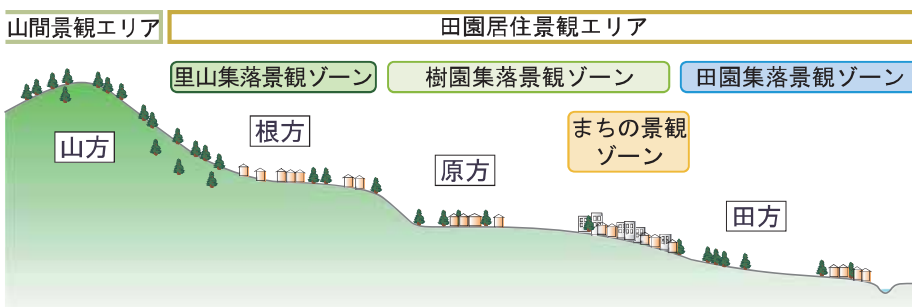 山間景観エリア
田園居住景観エリア
里山集落景観ゾーン
樹園集落景観ゾーン
田園集落景観ゾーン
まちの景観
ゾーン
山方
根方
原方
田方